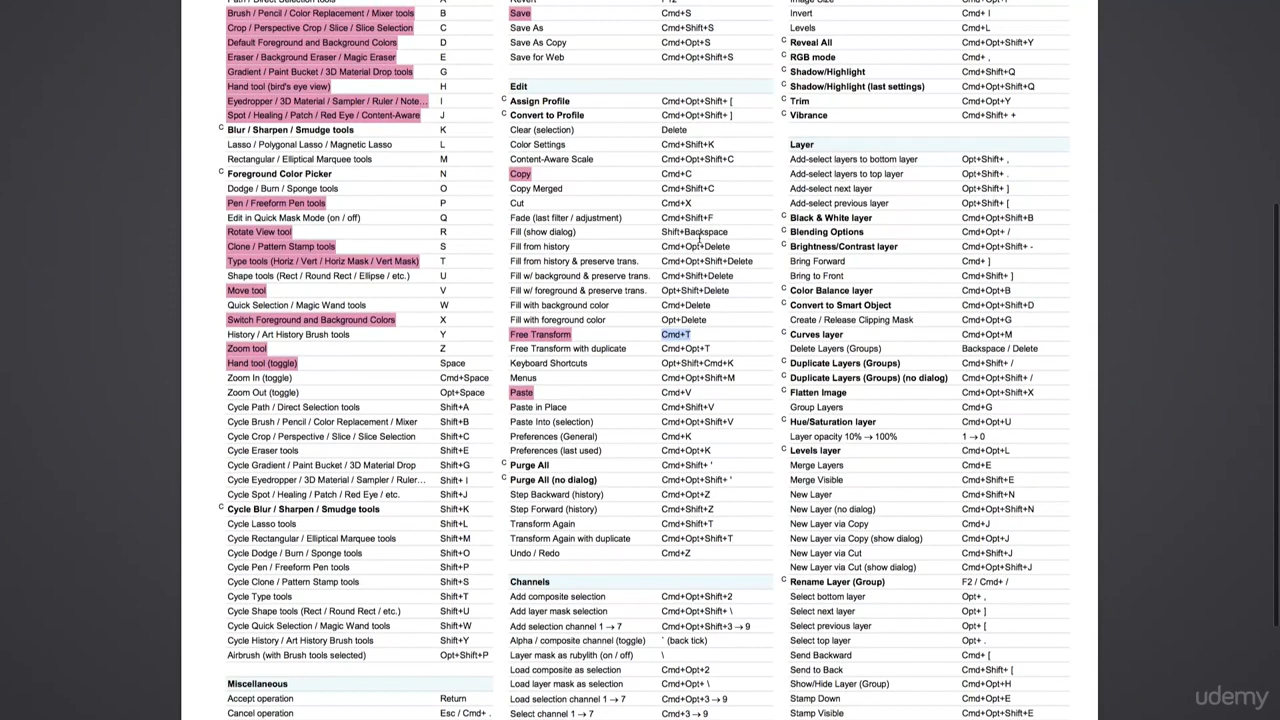 Path / Direct Selection tools A
Brush / Pencil / Color Replacement / Mixer tools B
Crop / Perspective Crop / Slice / Slice Selection C
Default Foreground and Background Colors D
Eraser / Background Eraser / Magic Eraser E
Gradient / Paint Bucket / 3D Material Drop tools G
Hand tool (bird's eye view) H
Eyedropper / 3D Material / Sampler / Ruler / Note... I
Spot / Healing / Patch / Red Eye / Content-Aware J
C Blur / Sharpen / Smudge tools K
Lasso / Polygonal Lasso / Magnetic Lasso L
Rectangular / Elliptical Marquee tools M
C Foreground Color Picker N
Dodge / Burn / Sponge tools O
Pen / Freeform Pen tools P
Edit in Quick Mask Mode (on / off) Q
Rotate View tool R
Clone / Pattern Stamp tools S
Type tools (Horiz / Vert / Horiz Mask / Vert Mask) T
Shape tools (Rect / Round Rect / Ellipse / etc.) U
Move tool V
Quick Selection / Magic Wand tools W
Switch Foreground and Background Colors X
History / Art History Brush tools Y
Zoom tool Z
Hand tool (toggle) Space
Zoom In (toggle) Cmd+Space
Zoom Out (toggle) Opt+Space
Cycle Path / Direct Selection tools Shift+A
Cycle Brush / Pencil / Color Replacement / Mixer Shift+B
Cycle Crop / Perspective / Slice / Slice Selection Shift+C
Cycle Eraser tools Shift+E
Cycle Gradient / Paint Bucket / 3D Material Drop Shift+G
Cycle Eyedropper / 3D Material / Sampler / Ruler... Shift+ I
Cycle Spot / Healing / Patch / Red Eye / etc. Shift+J
C Cycle Blur / Sharpen / Smudge tools Shift+K
Cycle Lasso tools Shift+L
Cycle Rectangular / Elliptical Marquee tools Shift+M
Cycle Dodge / Burn / Sponge tools Shift+O
Cycle Pen / Freeform Pen tools Shift+P
Cycle Clone / Pattern Stamp tools Shift+S
Cycle Type tools Shift+T
Cycle Shape tools (Rect / Round Rect / etc.) Shift+U
Cycle Quick Selection / Magic Wand tools Shift+W
Cycle History / Art History Brush tools Shift+Y
Airbrush (with Brush tools selected) Opt+Shift+P
Miscellaneous
Accept operation Return
Cancel operation Esc / Cmd+ .
Revert F12
Save Cmd+S
Save As Cmd+Shift+S
Save As Copy Cmd+Opt+S
Save for Web Cmd+Opt+Shift+S
Edit
C Assign Profile Cmd+Opt+Shift+ [
C Convert to Profile Cmd+Opt+Shift+ ]
Clear (selection) Delete
Color Settings Cmd+Shift+K
Content-Aware Scale Cmd+Opt+Shift+C
Copy Cmd+C
Copy Merged Cmd+Shift+C
Cut Cmd+X
Fade (last filter / adjustment) Cmd+Shift+F
Fill (show dialog) Shift+Backspace
Fill from history Cmd+Opt+Delete
Fill from history & preserve trans. Cmd+Opt+Shift+Delete
Fill w/ background & preserve trans. Cmd+Shift+Delete
Fill w/ foreground & preserve trans. Opt+Shift+Delete
Fill with background color Cmd+Delete
Fill with foreground color Opt+Delete
Free Transform Cmd+T
Free Transform with duplicate Cmd+Opt+T
Keyboard Shortcuts Opt+Shift+Cmd+K
Menus Cmd+Opt+Shift+M
Paste Cmd+V
Paste in Place Cmd+Shift+V
Paste Into (selection) Cmd+Opt+Shift+V
Preferences (General) Cmd+K
Preferences (last used) Cmd+Opt+K
C Purge All Cmd+Shift+ '
C Purge All (no dialog) Cmd+Opt+Shift+ '
Step Backward (history) Cmd+Opt+Z
Step Forward (history) Cmd+Shift+Z
Transform Again Cmd+Shift+T
Transform Again with duplicate Cmd+Opt+Shift+T
Undo / Redo Cmd+Z
Channels
Add composite selection Cmd+Opt+Shift+2
Add layer mask selection Cmd+Opt+Shift+ \
Add selection channel 1 → 7 Cmd+Opt+Shift+3 → 9
Alpha / composite channel (toggle) ` (back tick)
Layer mask as rubylith (on / off) \
Load composite as selection Cmd+Opt+2
Load layer mask as selection Cmd+Opt+ \
Load selection channel 1 → 7 Cmd+Opt+3 → 9
Select channel 1 → 7 Cmd+3 → 9
Image Size Cmd+Opt+I
Invert Cmd+ I
Levels Cmd+L
C Reveal All Cmd+Opt+Shift+Y
C RGB mode Cmd+ ,
C Shadow/Highlight Cmd+Shift+Q
C Shadow/Highlight (last settings) Cmd+Opt+Shift+Q
C Trim Cmd+Opt+Y
C Vibrance Cmd+Shift+ +
Layer
Add-select layers to bottom layer Opt+Shift+ ,
Add-select layers to top layer Opt+Shift+ .
Add-select next layer Opt+Shift+ ]
Add-select previous layer Opt+Shift+ [
C Black & White layer Cmd+Opt+Shift+B
C Blending Options Cmd+Opt+ /
C Brightness/Contrast layer Cmd+Opt+Shift+ -
Bring Forward Cmd+ ]
Bring to Front Cmd+Shift+ ]
C Color Balance layer Cmd+Opt+B
C Convert to Smart Object Cmd+Opt+Shift+D
Create / Release Clipping Mask Cmd+Opt+G
C Curves layer Cmd+Opt+M
Delete Layers (Groups) Backspace / Delete
C Duplicate Layers (Groups) Cmd+Shift+ /
C Duplicate Layers (Groups) (no dialog) Cmd+Opt+Shift+ /
C Flatten Image Cmd+Opt+Shift+X
Group Layers Cmd+G
C Hue/Saturation layer Cmd+Opt+U
Layer opacity 10% → 100% 1 → 0
C Levels layer Cmd+Opt+L
Merge Layers Cmd+E
Merge Visible Cmd+Shift+E
New Layer Cmd+Shift+N
New Layer (no dialog) Cmd+Opt+Shift+N
New Layer via Copy Cmd+J
New Layer via Copy (show dialog) Cmd+Opt+J
New Layer via Cut Cmd+Shift+J
New Layer via Cut (show dialog) Cmd+Opt+Shift+J
C Rename Layer (Group) F2 / Cmd+ /
Select bottom layer Opt+ ,
Select next layer Opt+ ]
Select previous layer Opt+ [
Select top layer Opt+ .
Send Backward Cmd+ [
Send to Back Cmd+Shift+ [
Show/Hide Layer (Group) Cmd+Opt+H
Stamp Down Cmd+Opt+E
Stamp Visible Cmd+Opt+Shift+E
udemy